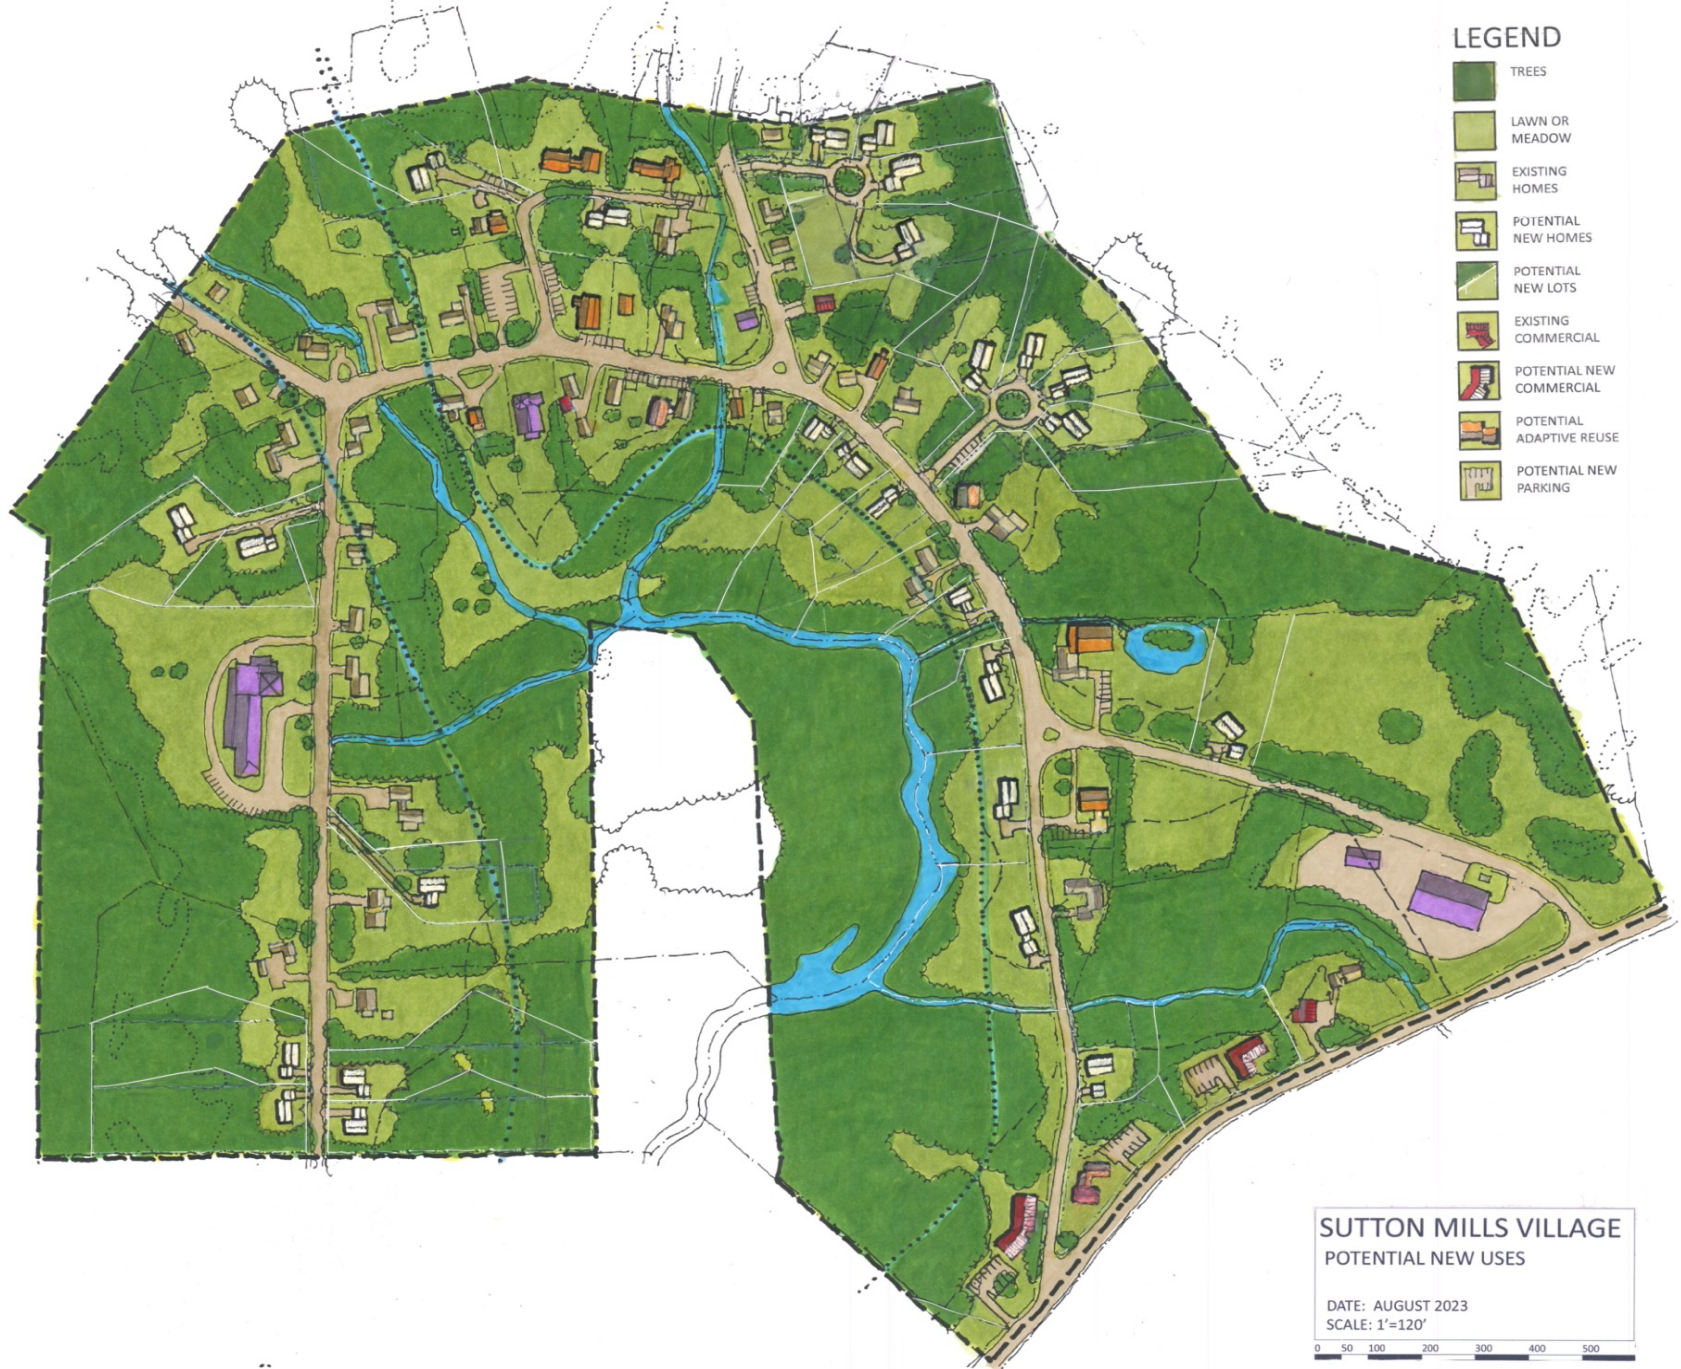 LEGEND
TREES
LAWN OR
MEADOW
EXISTING
HOMES
POTENTIAL
NEW HOMES
POTENTIAL
NEW LOTS
EXISTING
COMMERCIAL
POTENTIAL NEW
COMMERCIAL
POTENTIAL
ADAPTIVE REUSE
POTENTIAL NEW
PARKING
SUTTON MILLS VILLAGE
POTENTIAL NEW USES
DATE: AUGUST 2023
SCALE: 1'=120'
0 50 100 200 300 400 500